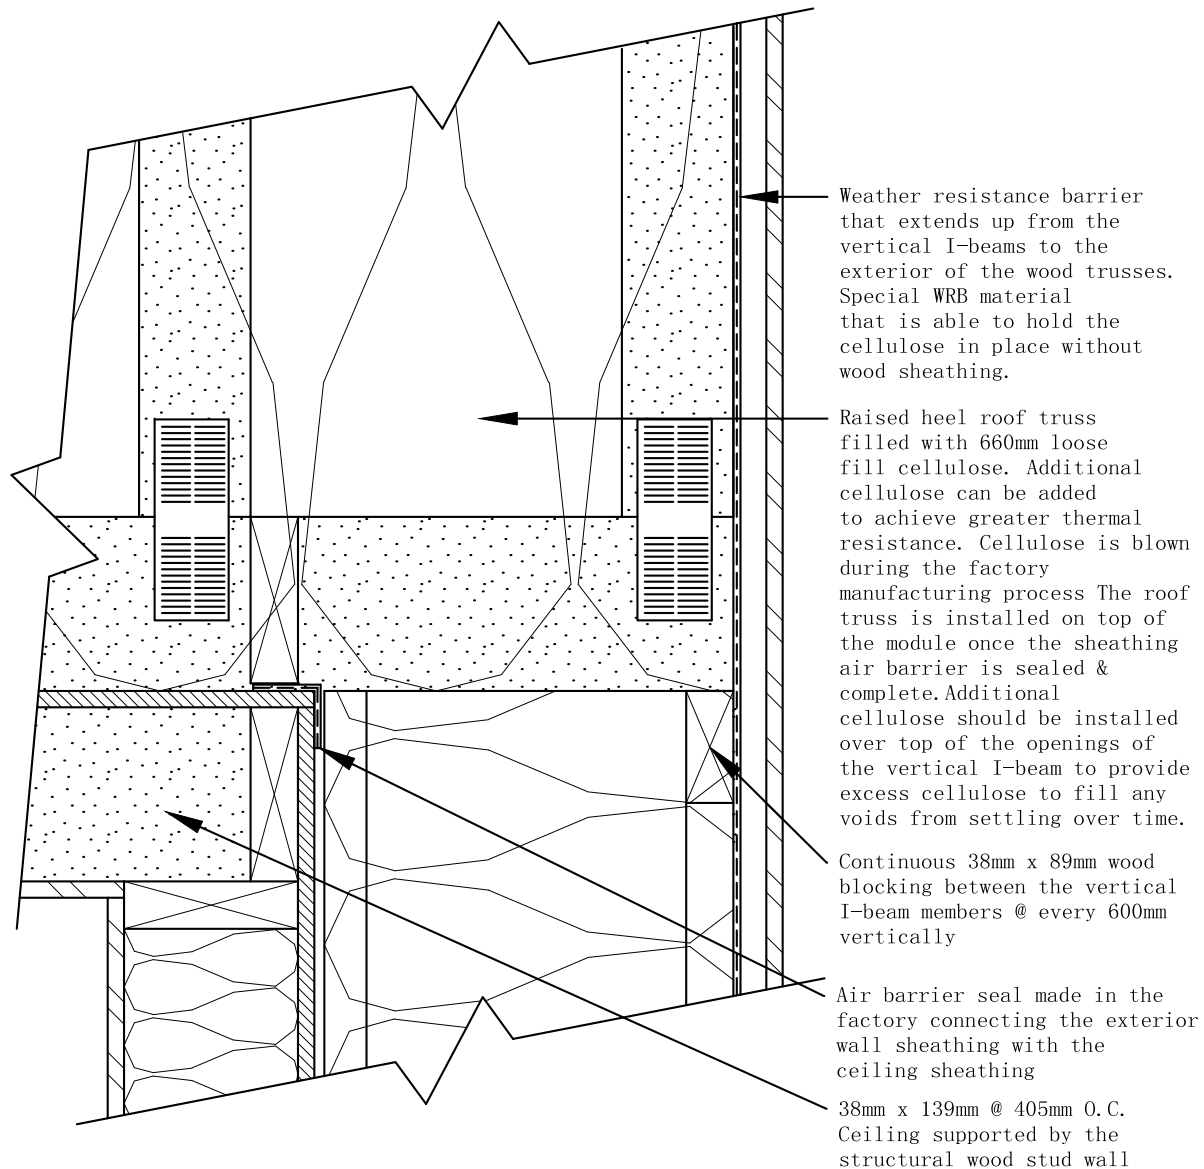 Weather resistance barrier
that extends up from the
vertical I-beams to the
exterior of the wood trusses.
Special WRB material
that is able to hold the
cellulose in place without
wood sheathing.
Raised heel roof truss
filled with 660mm loose
fill cellulose. Additional
cellulose can be added
to achieve greater thermal
resistance. Cellulose is blown
during the factory
manufacturing process The roof
truss is installed on top of
the module once the sheathing
air barrier is sealed &
complete. Additional
cellulose should be installed
over top of the openings of
the vertical I-beam to provide
excess cellulose to fill any
voids from settling over time.
Continuous 38mm x 89mm wood
blocking between the vertical
I-beam members @ every 600mm
vertically
Air barrier seal made in the
factory connecting the exterior
wall sheathing with the
ceiling sheathing
38mm x 139mm @ 405mm O.C.
Ceiling supported by the
structural wood stud wall